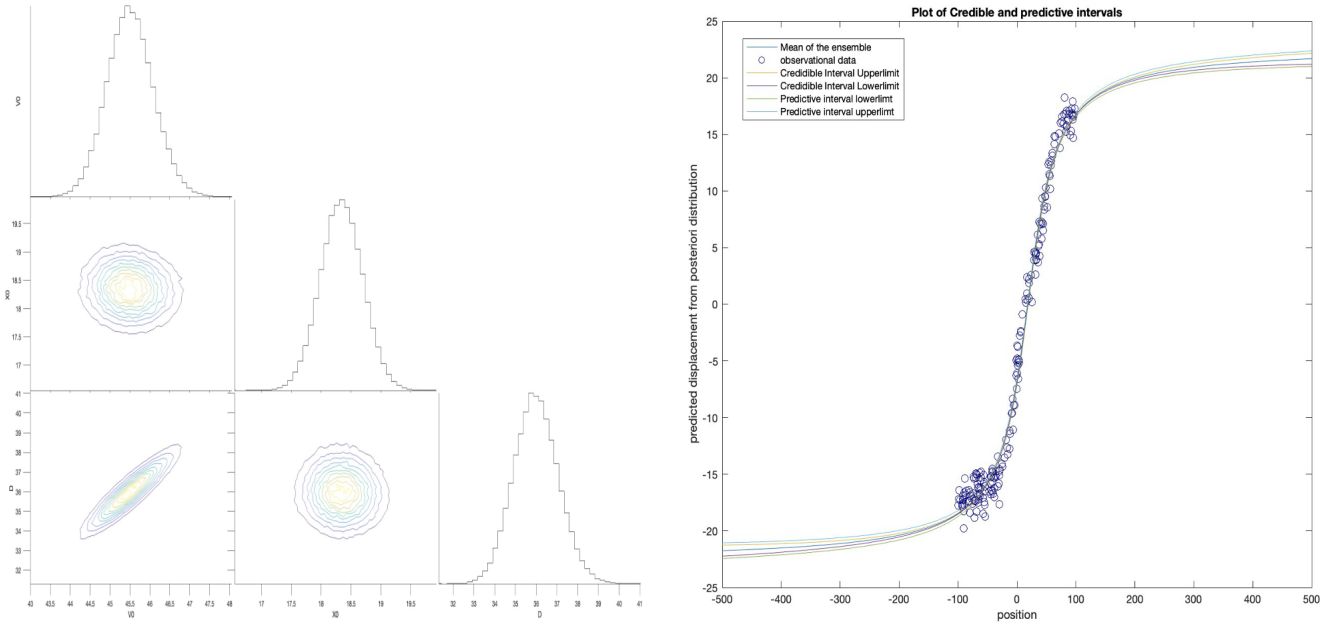 V0
X0
19.5
19
18.5
18
17.5
17
D
41
40
39
38
37
36
35
34
33
32
43 43.5 44 44.5 45 45.5 46 46.5 47 47.5 48
V0
17 17.5 18 18.5 19 19.5
X0
32 33 34 35 36 37 38 39 40 41
D
Plot of Credible and predictive intervals
Mean of the ensemble
observational data
Credidible Interval Upperlimit
Credidible Interval Lowerlimit
Predictive interval lowerlimt
Predictive interval upperlimt
predicted displacement from posteriori distribution
25
20
15
10
5
0
-5
-10
-15
-20
-25
-500 -400 -300 -200 -100 0 100 200 300 400 500
position